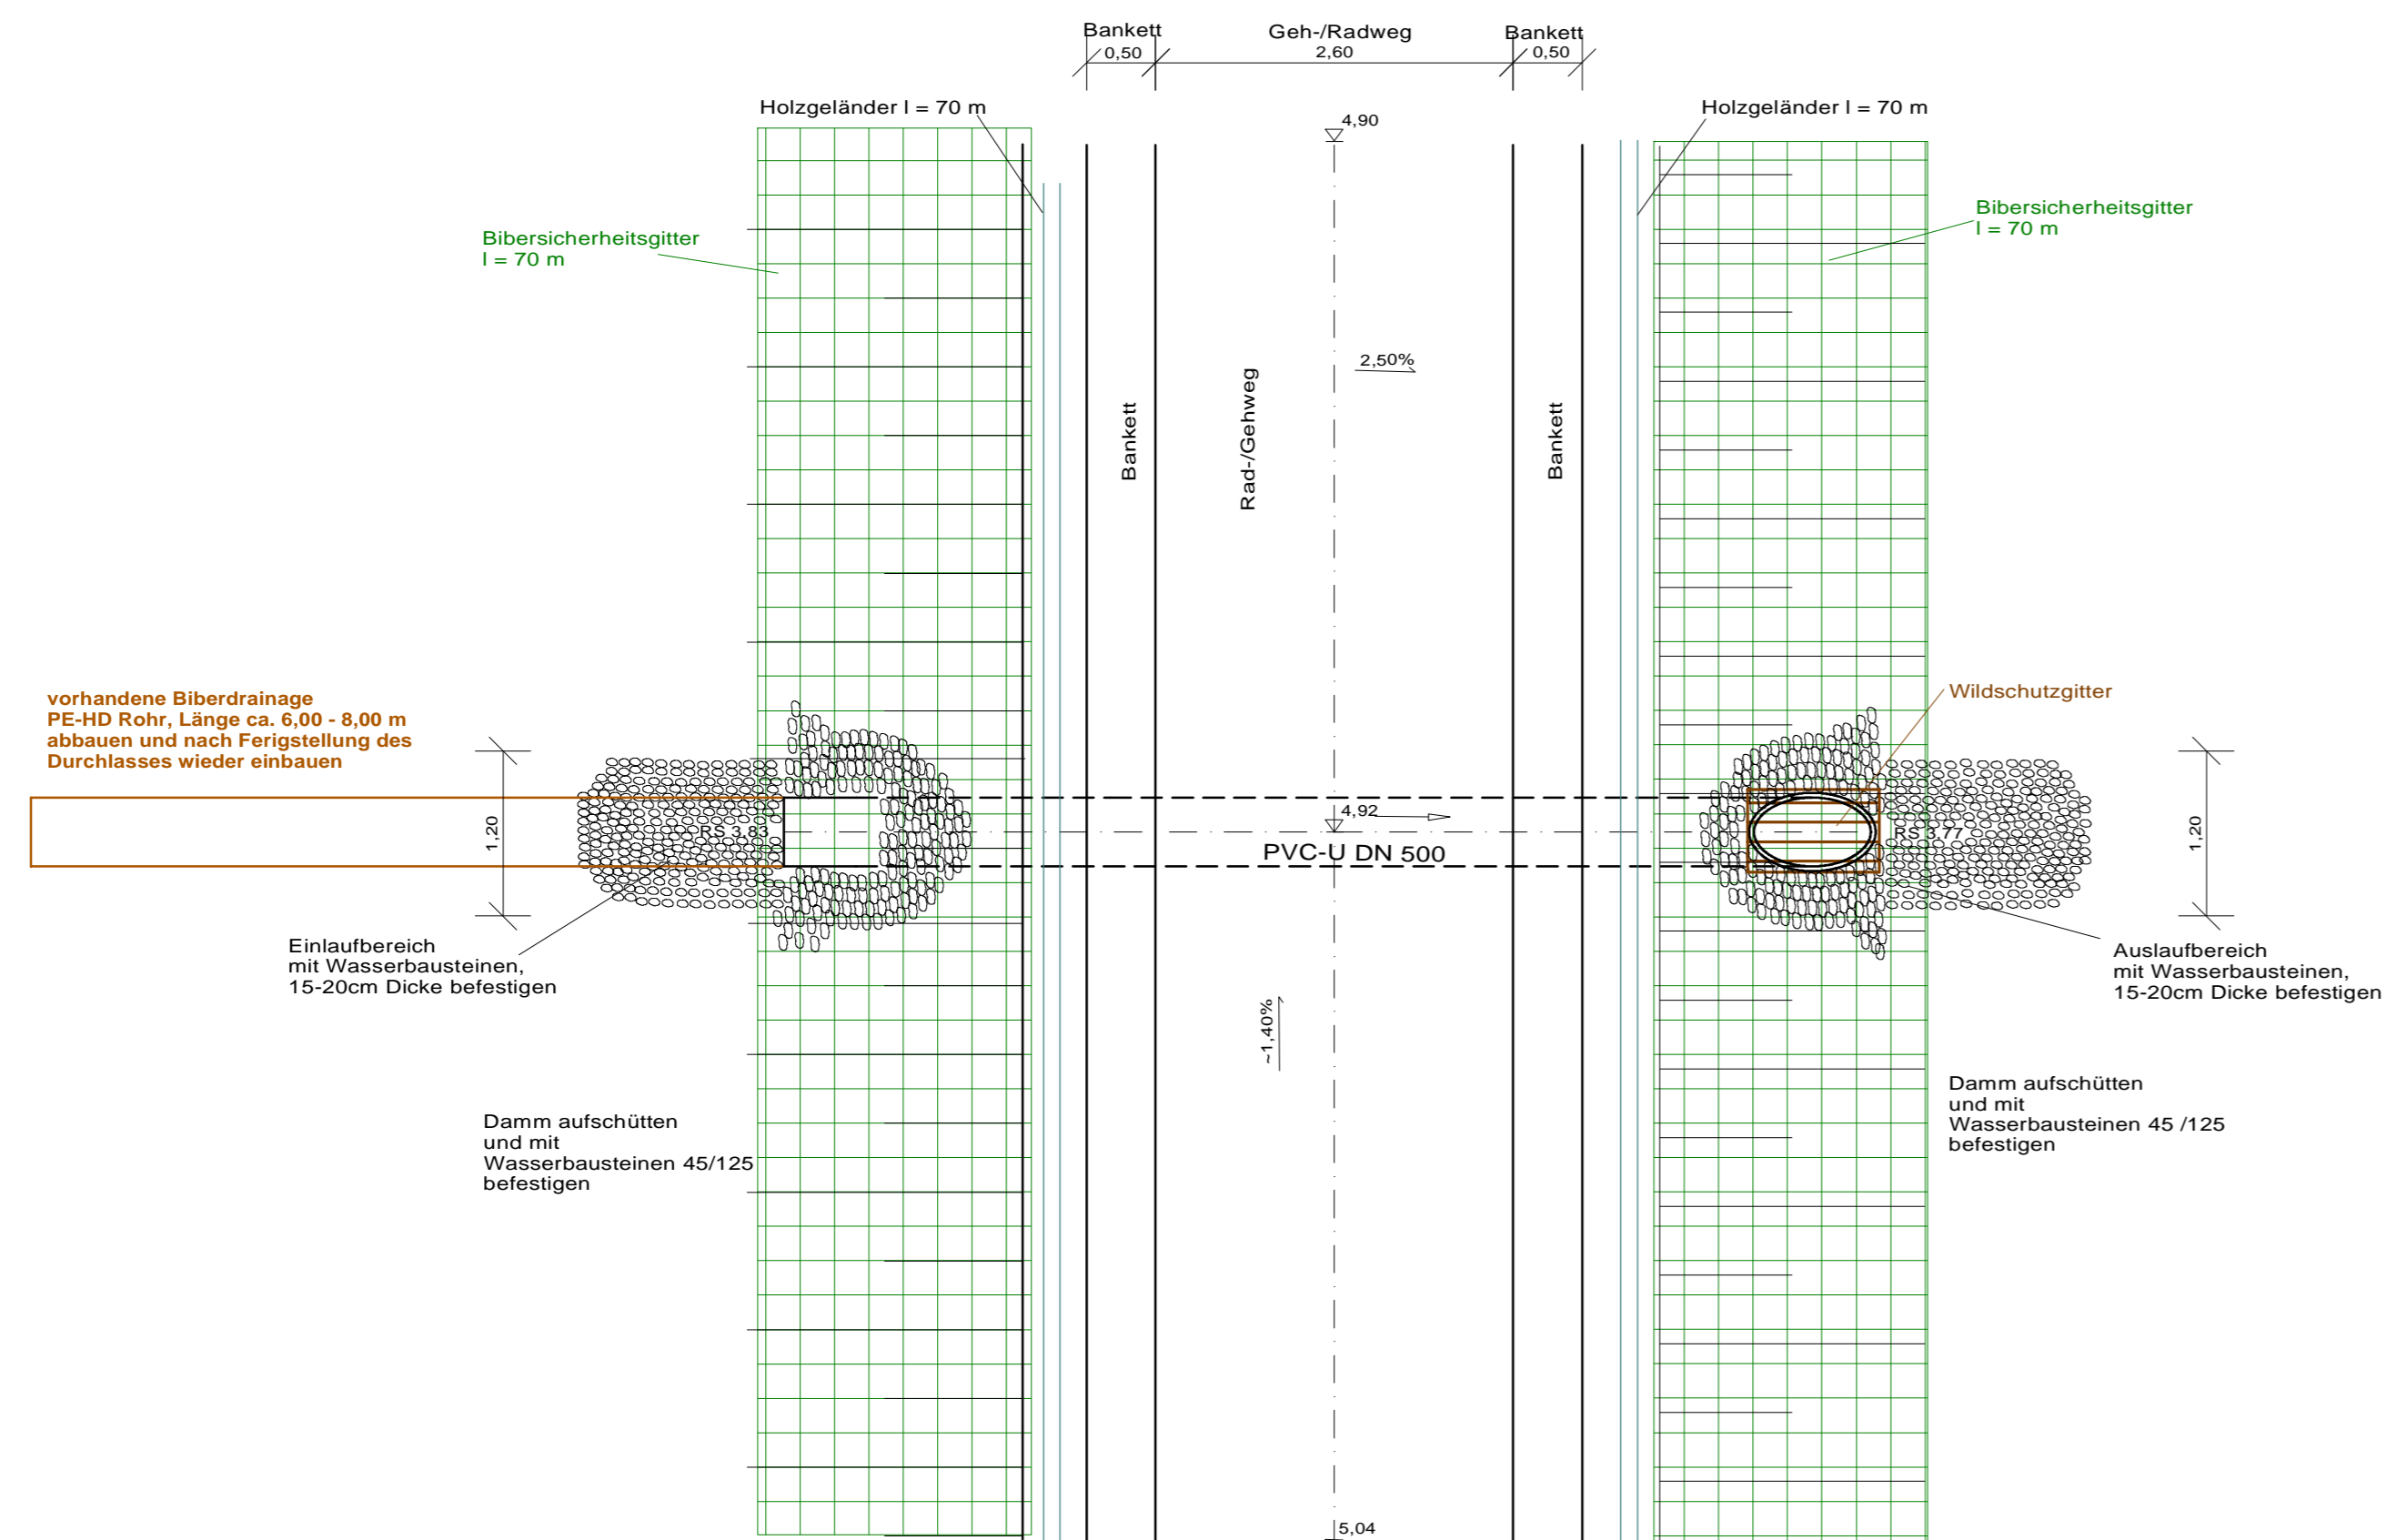 Bankett
Geh-/Radweg
Bankett
0,50
2,60
0,50
Holzgeländer l = 70 m
Holzgeländer l = 70 m
4,90
Bibersicherheitsgitter
l = 70 m
Bibersicherheitsgitter
l = 70 m
2,50%
Bankett
Rad-/Gehweg
Bankett
vorhandene Biberdrainage
PE-HD Rohr, Länge ca. 6,00 - 8,00 m
abbauen und nach Ferigstellung des
Durchlasses wieder einbauen
Wildschutzgitter
1,20
RS 3,83
4,92
PVC-U DN 500
RS 3,77
1,20
Einlaufbereich
mit Wasserbausteinen,
15-20cm Dicke befestigen
Auslaufbereich
mit Wasserbausteinen,
15-20cm Dicke befestigen
~1,40%
Damm aufschütten
und mit
Wasserbausteinen 45/125
befestigen
Damm aufschütten
und mit
Wasserbausteinen 45 /125
befestigen
5,04